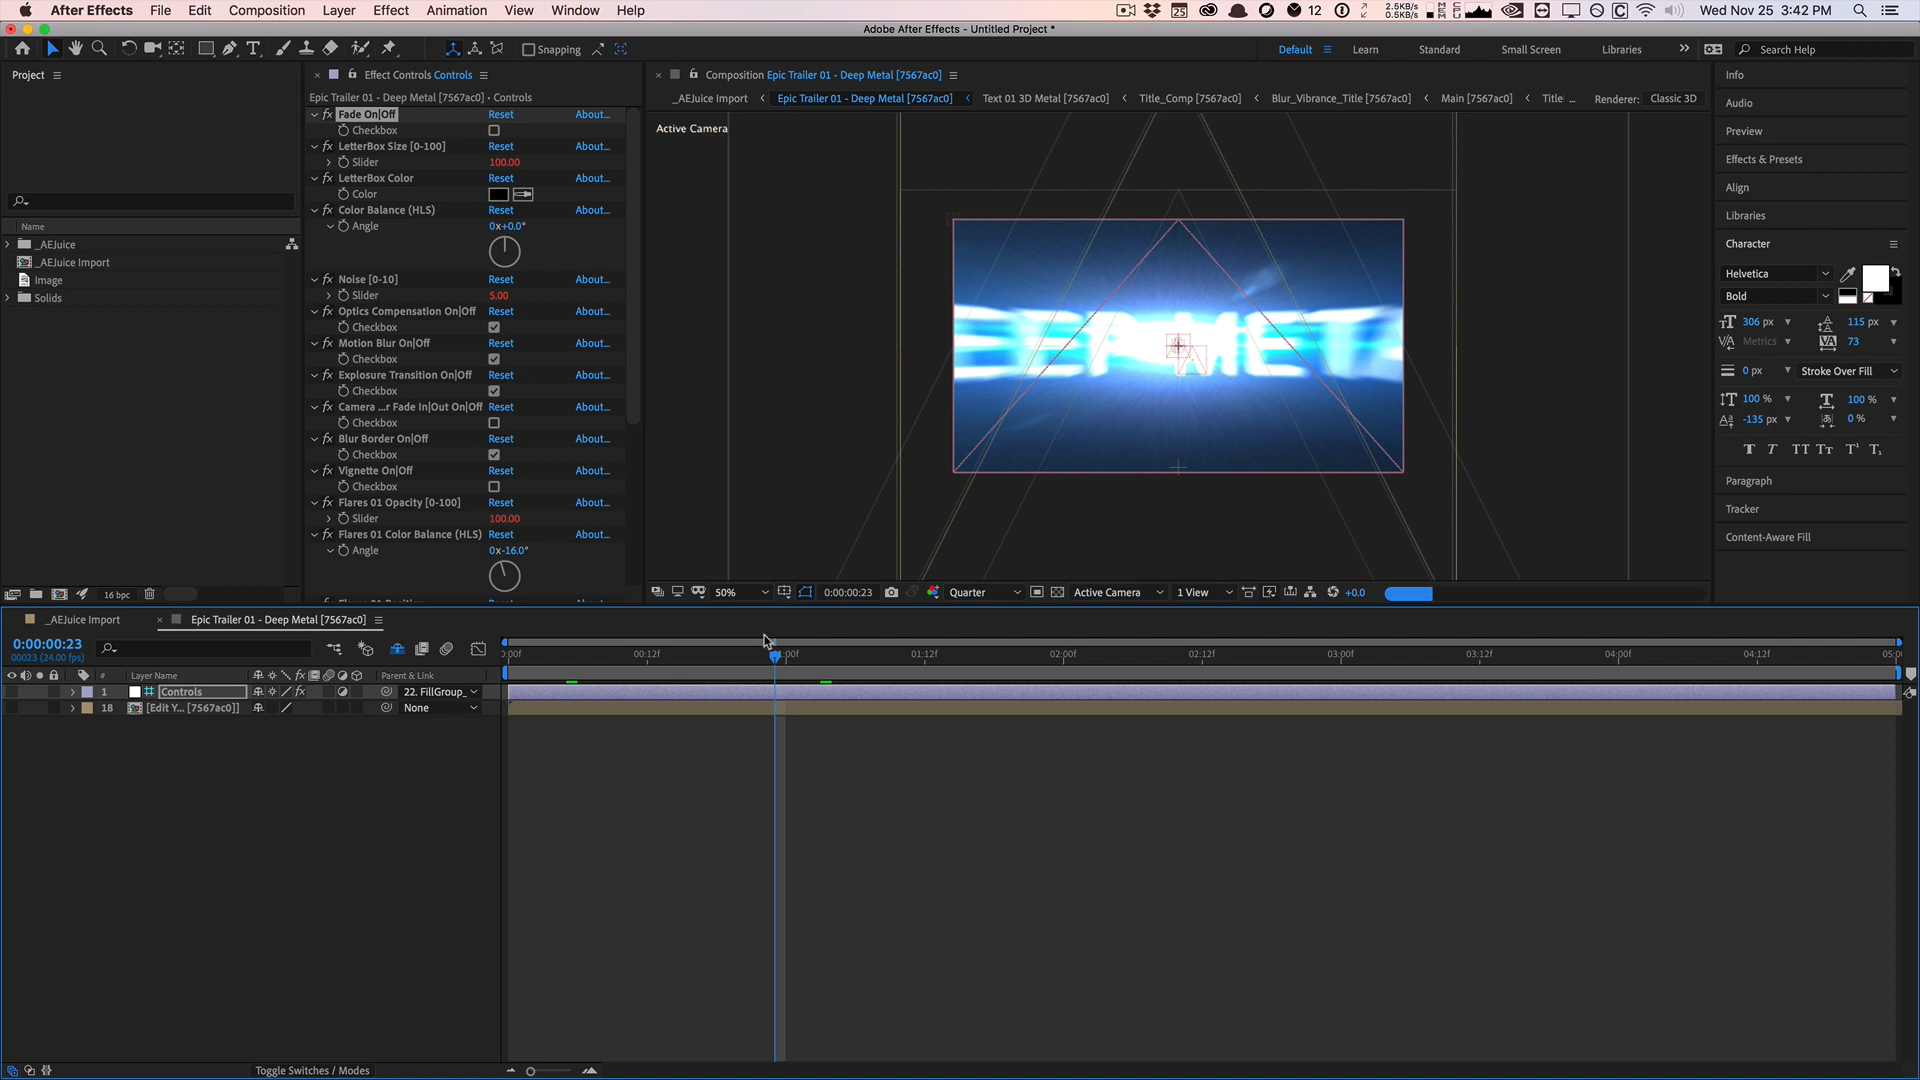 After Effects File Edit Composition Layer Effect Animation View Window Help
25 12 2.5KB/s 0.5KB/s Wed Nov 25 3:42 PM
Adobe After Effects - Untitled Project *
Snapping Default Learn Standard Small Screen Libraries Search Help
Project
Name
_AEJuice
_AEJuice Import
Image
Solids
16 bpc
Effect Controls Controls
Epic Trailer 01 - Deep Metal [7567ac0] • Controls
Fade On|Off Reset About...
Checkbox
LetterBox Size [0-100] Reset About...
Slider 100.00
LetterBox Color Reset About...
Color
Color Balance (HLS) Reset About...
Angle 0x+0.0°
Noise [0-10] Reset About...
Slider 5.00
Optics Compensation On|Off Reset About...
Checkbox
Motion Blur On|Off Reset About...
Checkbox
Explosure Transition On|Off Reset About...
Checkbox
Camera ...r Fade In|Out On|Off Reset About...
Checkbox
Blur Border On|Off Reset About...
Checkbox
Vignette On|Off Reset About...
Checkbox
Flares 01 Opacity [0-100] Reset About...
Slider 100.00
Flares 01 Color Balance (HLS) Reset About...
Angle 0x-16.0°
Composition Epic Trailer 01 - Deep Metal [7567ac0]
_AEJuice Import Epic Trailer 01 - Deep Metal [7567ac0] Text 01 3D Metal [7567ac0] Title_Comp [7567ac0] Blur_Vibrance_Title [7567ac0] Main [7567ac0] Title ... Renderer: Classic 3D
Active Camera
50% 0:00:00:23 Quarter Active Camera 1 View +0.0
Info
Audio
Preview
Effects & Presets
Align
Libraries
Character
Helvetica
Bold
306 px 115 px
Metrics 73
0 px Stroke Over Fill
100 % 100 %
-135 px 0 %
T T TT Tt T¹ T₁
Paragraph
Tracker
Content-Aware Fill
_AEJuice Import Epic Trailer 01 - Deep Metal [7567ac0]
0:00:00:23
00023 (24.00 fps)
:00f 00:12f 1:00f 01:12f 02:00f 02:12f 03:00f 03:12f 04:00f 04:12f 05:0
# Layer Name Parent & Link
1 Controls 22. FillGroup_
18 [Edit Y... [7567ac0]] None
Toggle Switches / Modes